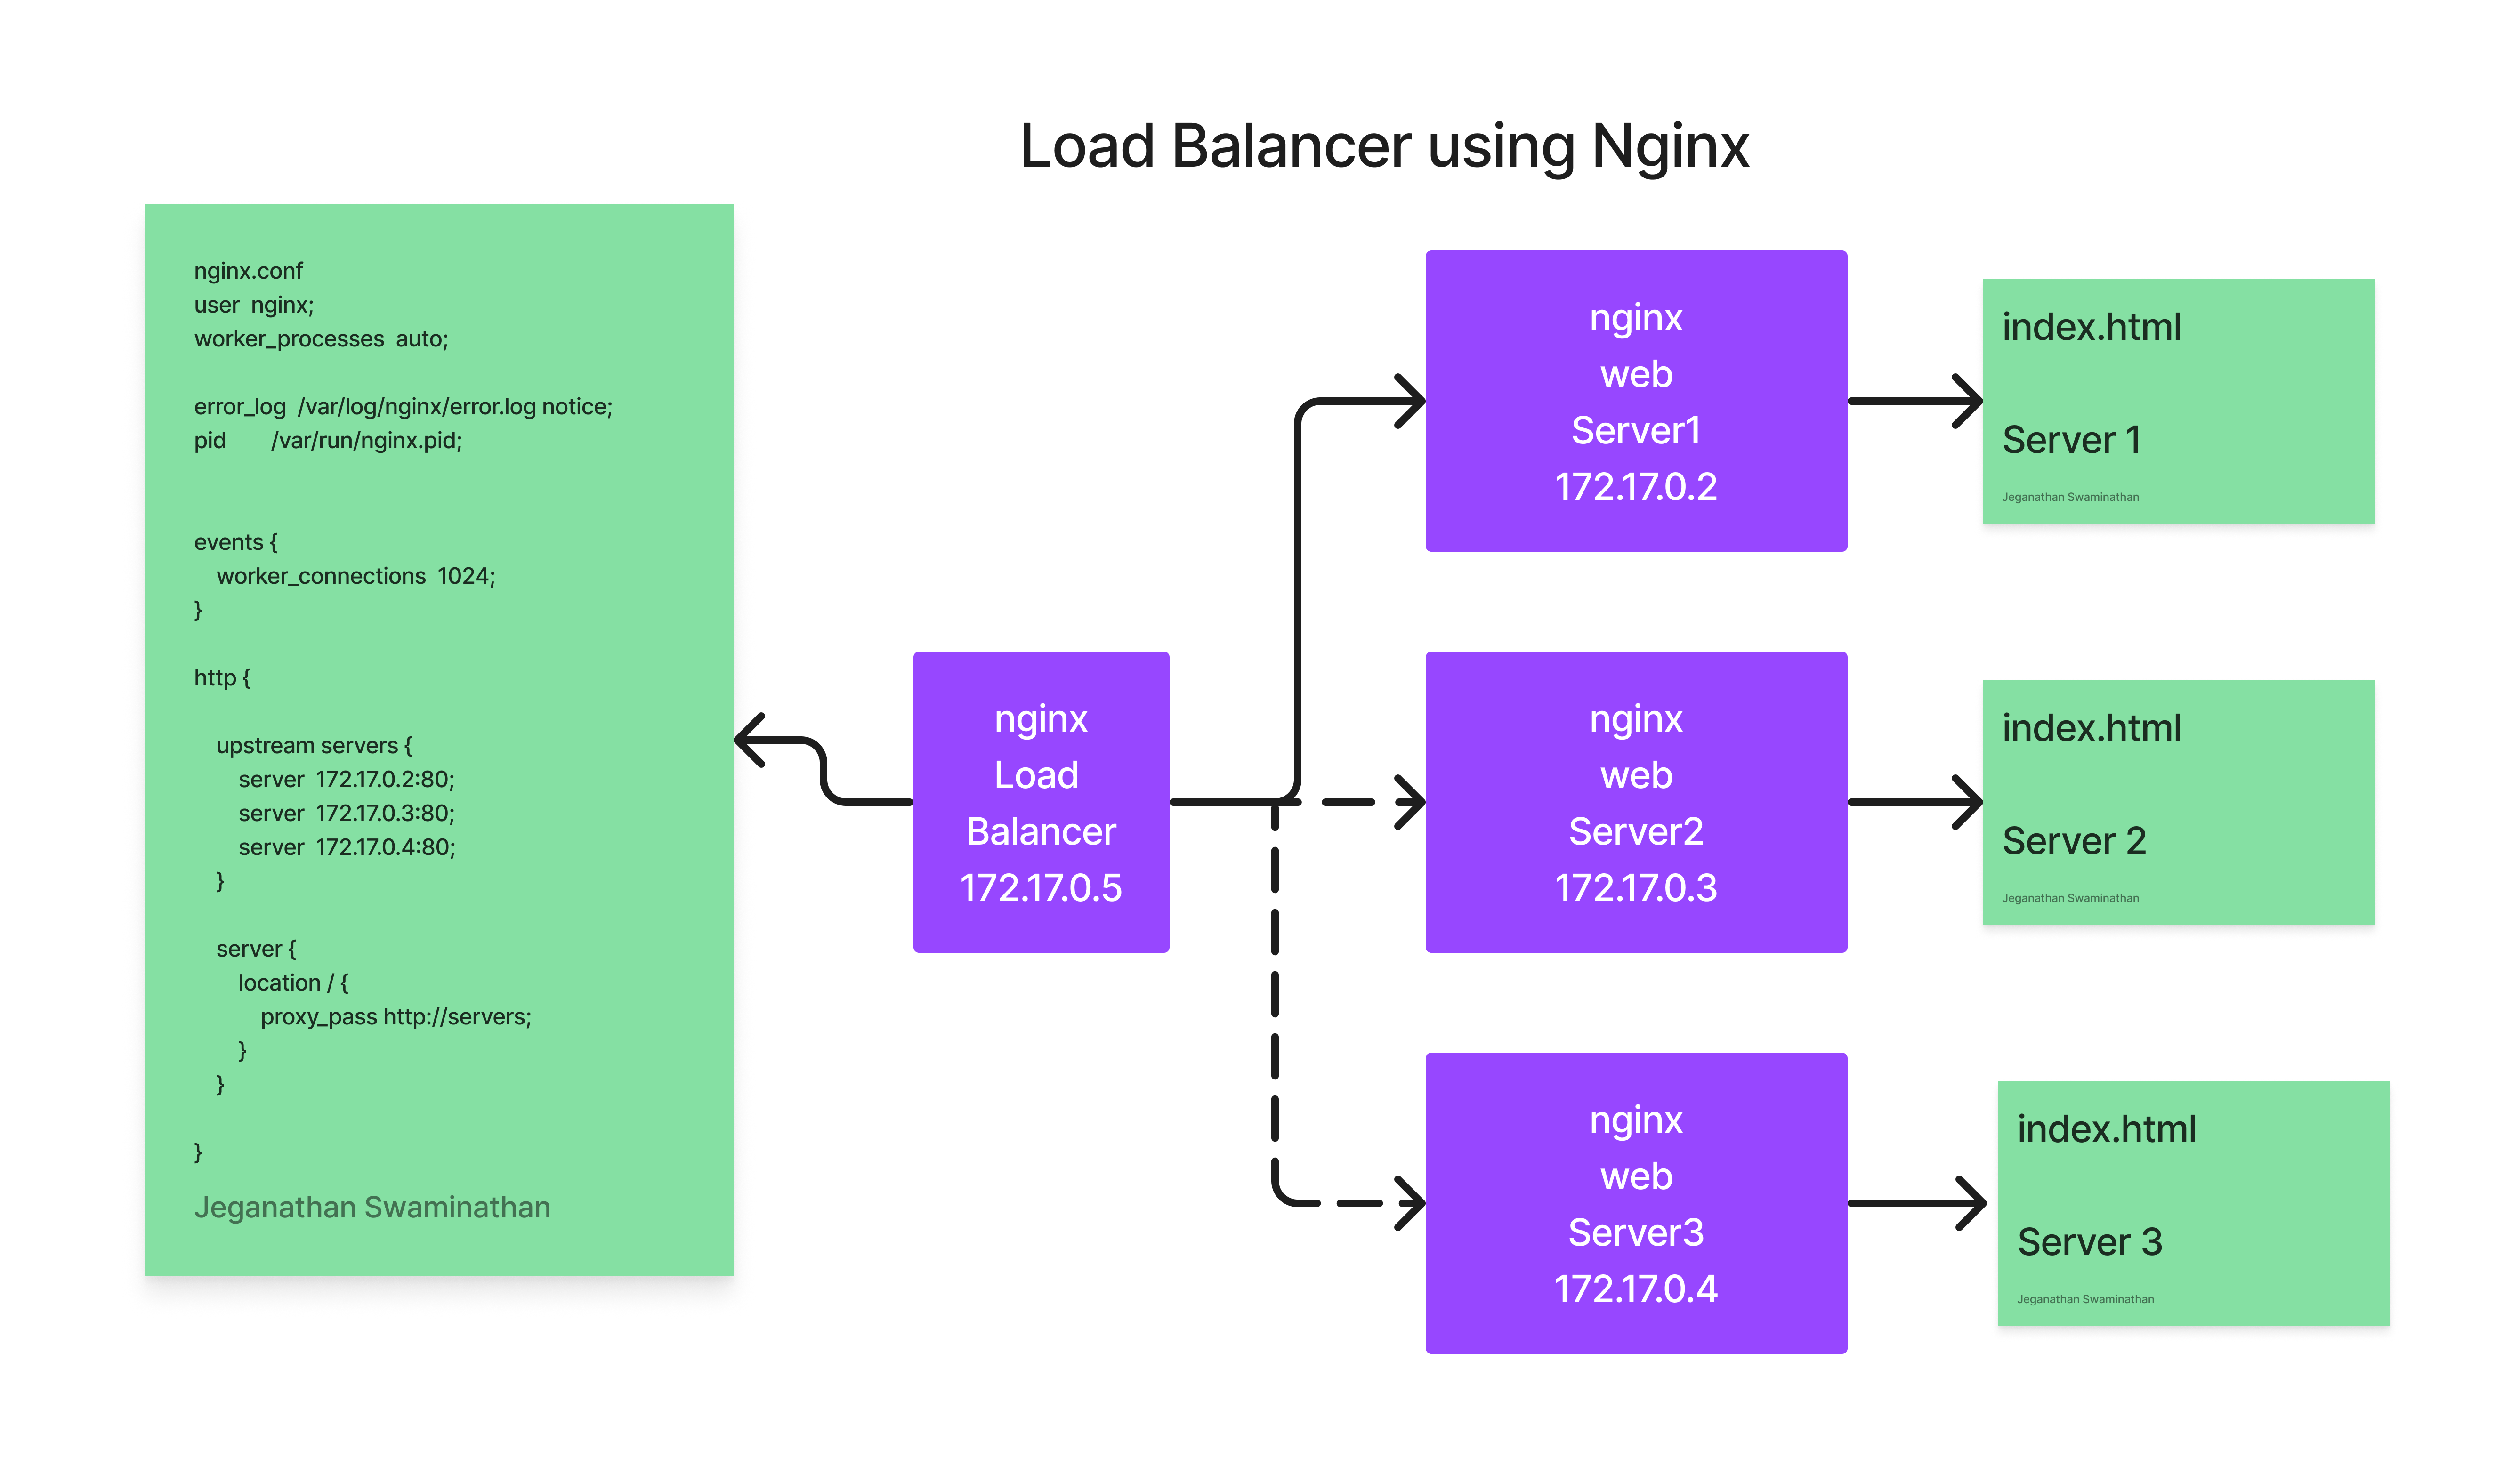 Load Balancer using Nginx
nginx.conf
user  nginx;
worker_processes  auto;
error_log  /var/log/nginx/error.log notice;
pid        /var/run/nginx.pid;
events {
    worker_connections  1024;
}
http {
    upstream servers {
        server  172.17.0.2:80;
        server  172.17.0.3:80;
        server  172.17.0.4:80;
    }
    server {
        location / {
            proxy_pass http://servers;
        }
    }
}
Jeganathan Swaminathan
nginx
Load
Balancer
172.17.0.5
nginx
web
Server1
172.17.0.2
index.html
Server 1
Jeganathan Swaminathan
nginx
web
Server2
172.17.0.3
index.html
Server 2
Jeganathan Swaminathan
nginx
web
Server3
172.17.0.4
index.html
Server 3
Jeganathan Swaminathan